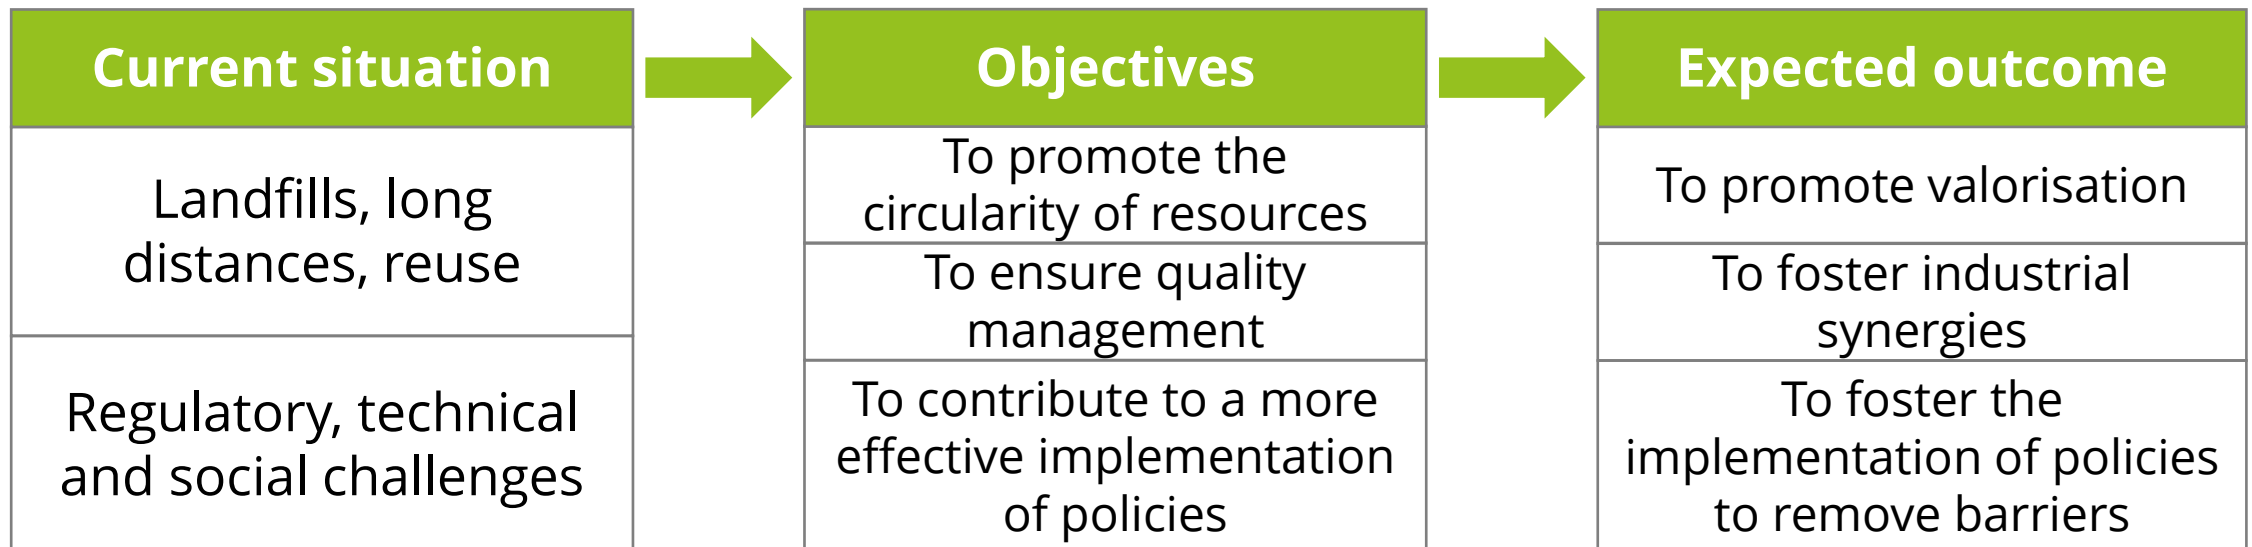 Current situation
Landfills, long
distances, reuse
Regulatory, technical
and social challenges
Objectives
To promote the
circularity of resources
To ensure quality
management
To contribute to a more
effective implementation
of policies
Expected outcome
To promote valorisation
To foster industrial
synergies
To foster the
implementation of policies
to remove barriers